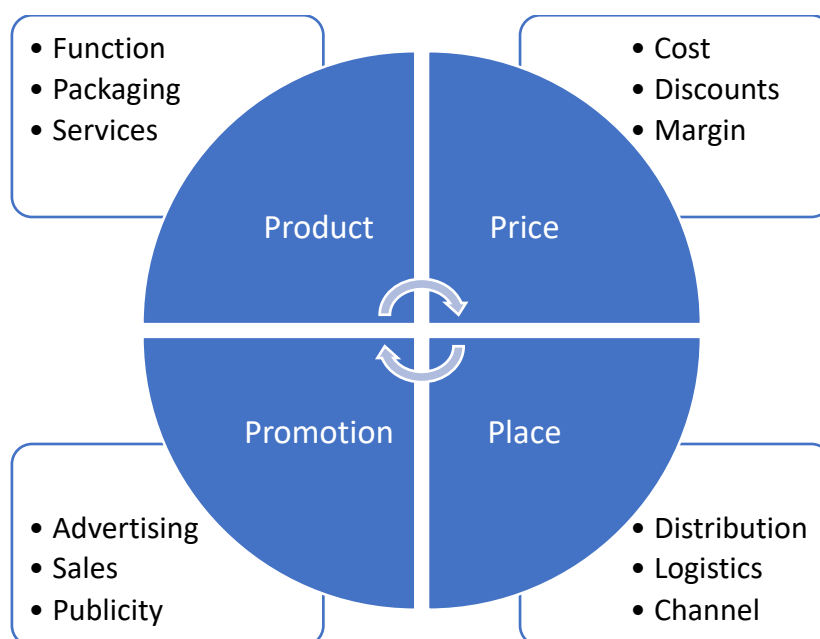 • Function
• Packaging
• Services
• Cost
• Discounts
• Margin
Product
Price
Promotion
Place
• Advertising
• Sales
• Publicity
• Distribution
• Logistics
• Channel